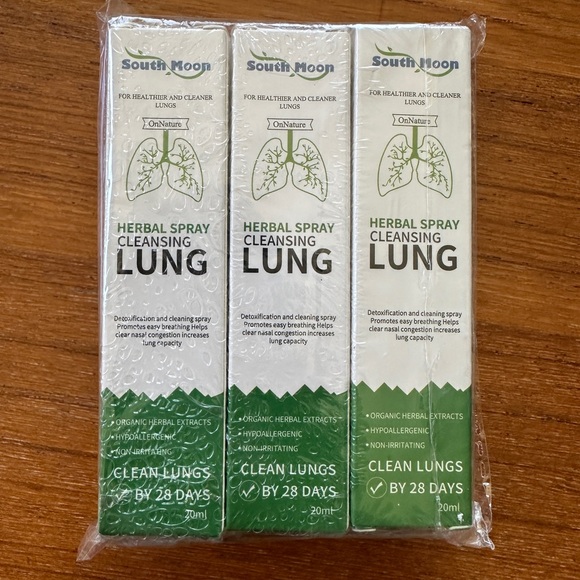 South Moon
FOR HEALTHIER AND CLEANER
LUNGS
OnNature
HERBAL SPRAY
CLEANSING
LUNG
Detoxification and cleaning spray
Promotes easy breathing Helps
clear nasal congestion increases
lung capacity
• ORGANIC HERBAL EXTRACTS
• HYPOALLERGENIC
• NON-IRRITATING
CLEAN LUNGS
BY 28 DAYS
20ml
South Moon
FOR HEALTHIER AND CLEANER
LUNGS
OnNature
HERBAL SPRAY
CLEANSING
LUNG
Detoxification and cleaning spray
Promotes easy breathing Helps
clear nasal congestion increases
lung capacity
• ORGANIC HERBAL EXTRACTS
• HYPOALLERGENIC
• NON-IRRITATING
CLEAN LUNGS
BY 28 DAYS
20ml
South Moon
FOR HEALTHIER AND CLEANER
LUNGS
OnNature
HERBAL SPRAY
CLEANSING
LUNG
Detoxification and cleaning spray
Promotes easy breathing Helps
clear nasal congestion increases
lung capacity
• ORGANIC HERBAL EXTRACTS
• HYPOALLERGENIC
• NON-IRRITATING
CLEAN LUNGS
BY 28 DAYS
20ml